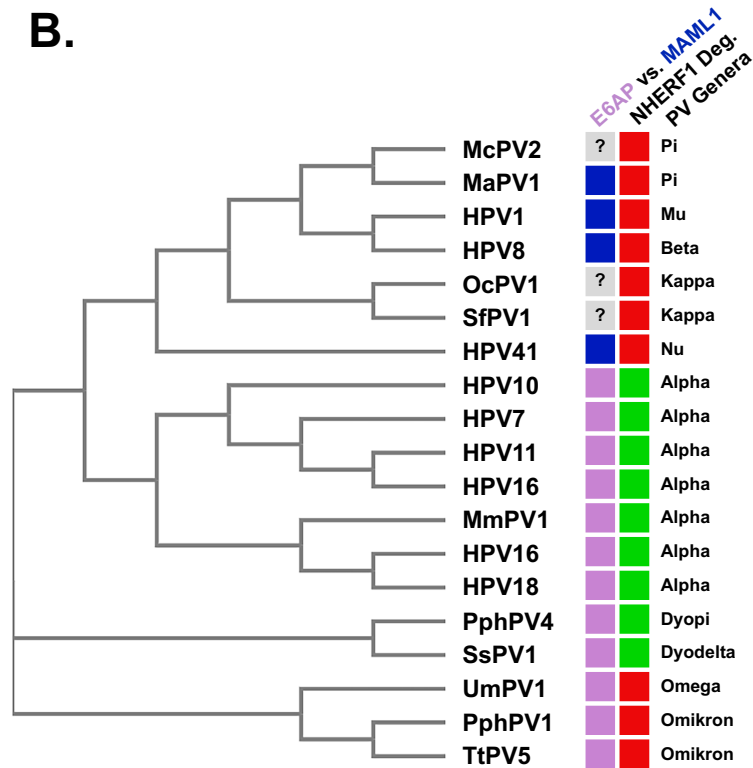 B.
E6AP vs. MAML1
NHERF1 Deg.
PV Genera
McPV2 ? Pi
MaPV1 Pi
HPV1 Mu
HPV8 Beta
OcPV1 ? Kappa
SfPV1 ? Kappa
HPV41 Nu
HPV10 Alpha
HPV7 Alpha
HPV11 Alpha
HPV16 Alpha
MmPV1 Alpha
HPV16 Alpha
HPV18 Alpha
PphPV4 Dyopi
SsPV1 Dyodelta
UmPV1 Omega
PphPV1 Omikron
TtPV5 Omikron